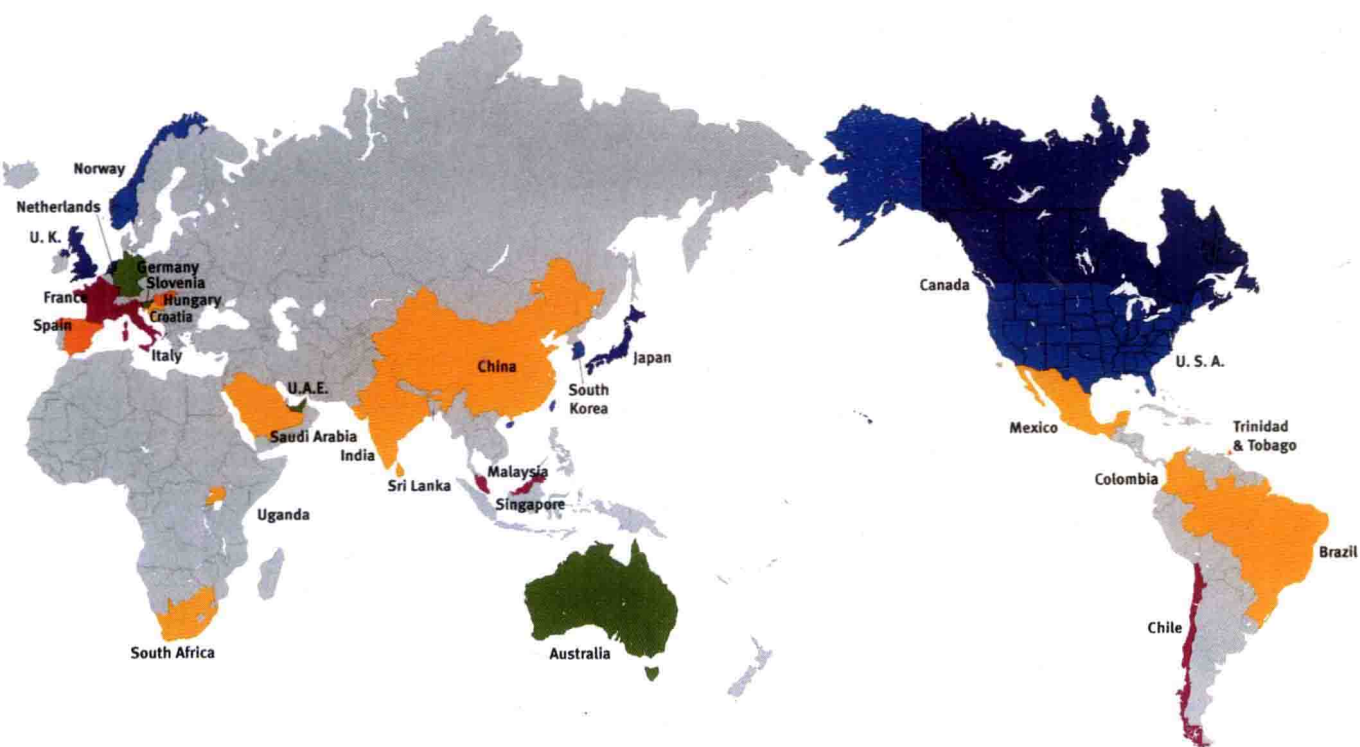 Norway
Netherlands
U. K.
Germany
Slovenia
France
Hungary
Croatia
Spain
Italy
U.A.E.
Saudi Arabia
India
Sri Lanka
China
South
Korea
Japan
Malaysia
Singapore
Uganda
South Africa
Australia
Canada
U. S. A.
Mexico
Trinidad
& Tobago
Colombia
Brazil
Chile